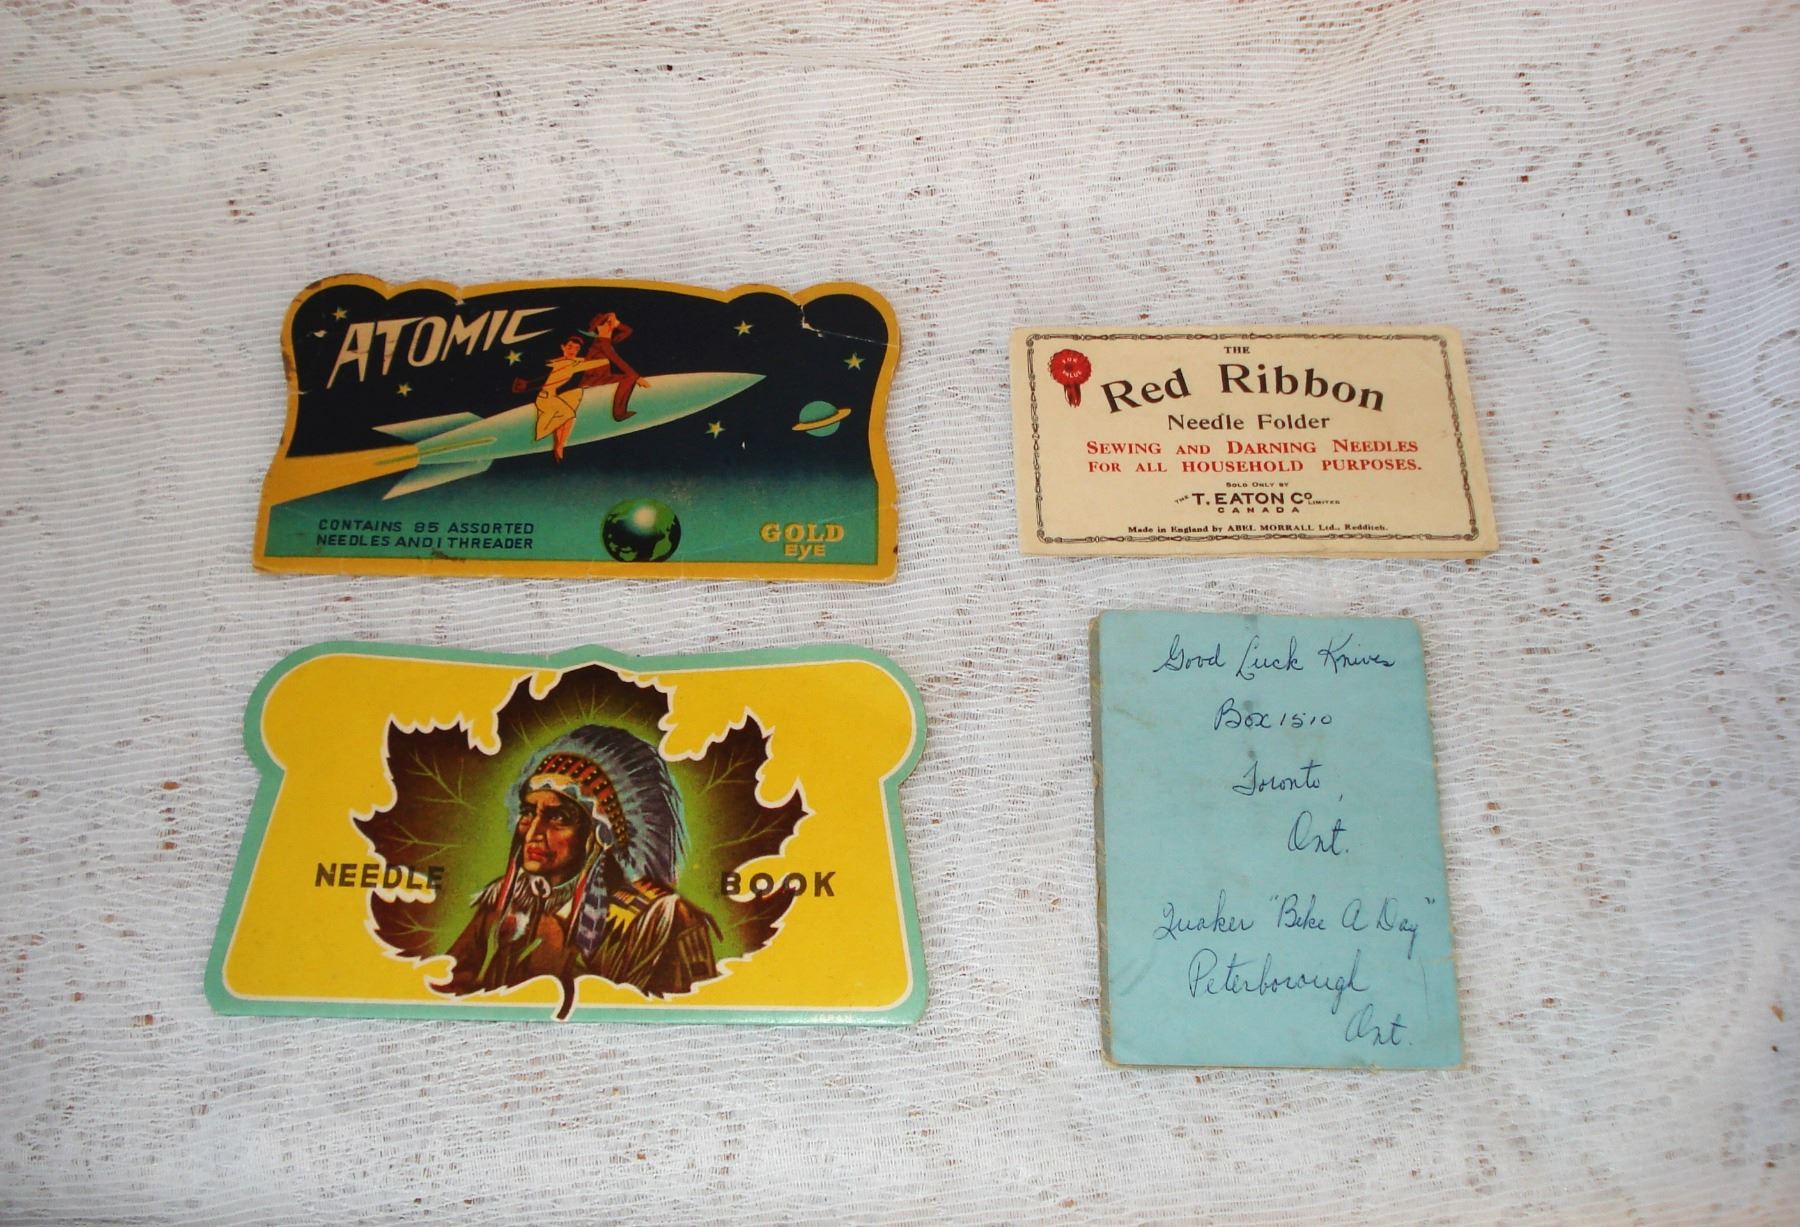 ATOMIC
CONTAINS 85 ASSORTED
NEEDLES AND 1 THREADER
GOLD
EYE
FOR
VALUE
THE
Red Ribbon
Needle Folder
SEWING AND DARNING NEEDLES
FOR ALL HOUSEHOLD PURPOSES.
SOLD ONLY BY
THE T. EATON CO LIMITED
CANADA
Made in England by ABEL MORRALL Ltd., Redditch.
NEEDLE BOOK
Good Luck Knives
Box 1510
Toronto,
Ont.
Quaker "Bike A Day"
Peterborough
Ont.